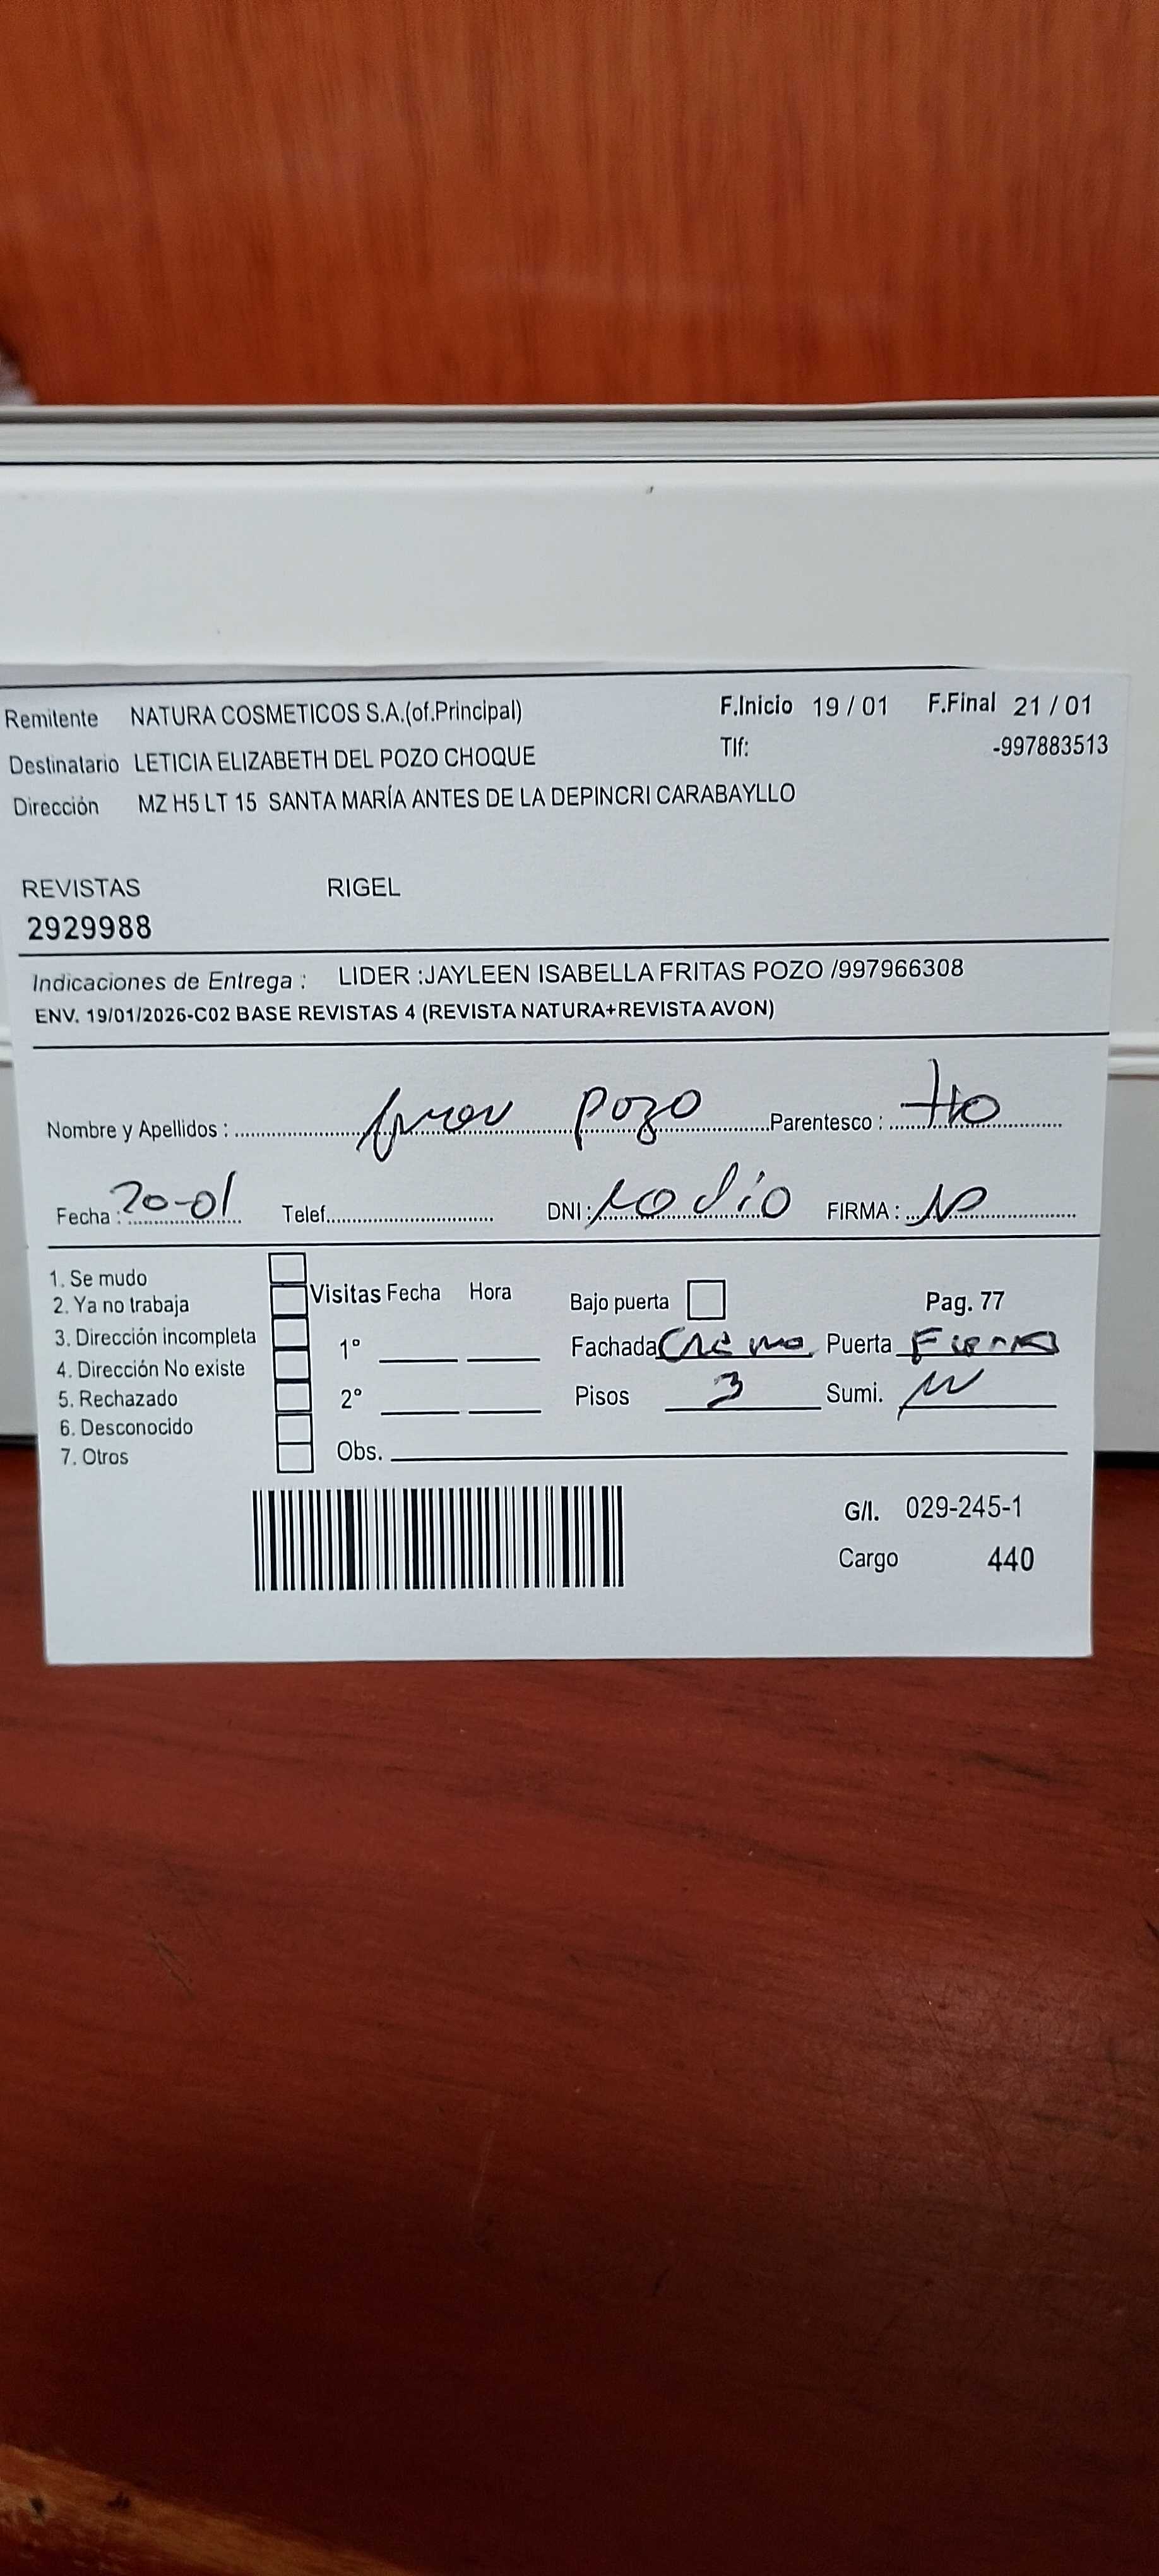 Remitente NATURA COSMETICOS S.A.(of.Principal) F.Inicio 19 / 01 F.Final 21 / 01
Destinatario LETICIA ELIZABETH DEL POZO CHOQUE Tlf: -997883513
Dirección MZ H5 LT 15 SANTA MARÍA ANTES DE LA DEPINCRI CARABAYLLO
REVISTAS RIGEL
2929988
Indicaciones de Entrega : LIDER :JAYLEEN ISABELLA FRITAS POZO /997966308
ENV. 19/01/2026-C02 BASE REVISTAS 4 (REVISTA NATURA+REVISTA AVON)
Nombre y Apellidos : Pozo Parentesco : tío
Fecha : 20-01 Telef. DNI : no dio FIRMA :
1. Se mudo
2. Ya no trabaja
3. Dirección incompleta
4. Dirección No existe
5. Rechazado
6. Desconocido
7. Otros
Visitas Fecha Hora
1°
2°
Obs.
Bajo puerta Pag. 77
Fachada Crema Puerta Fierro
Pisos 3 Sumi.
G/I. 029-245-1
Cargo 440